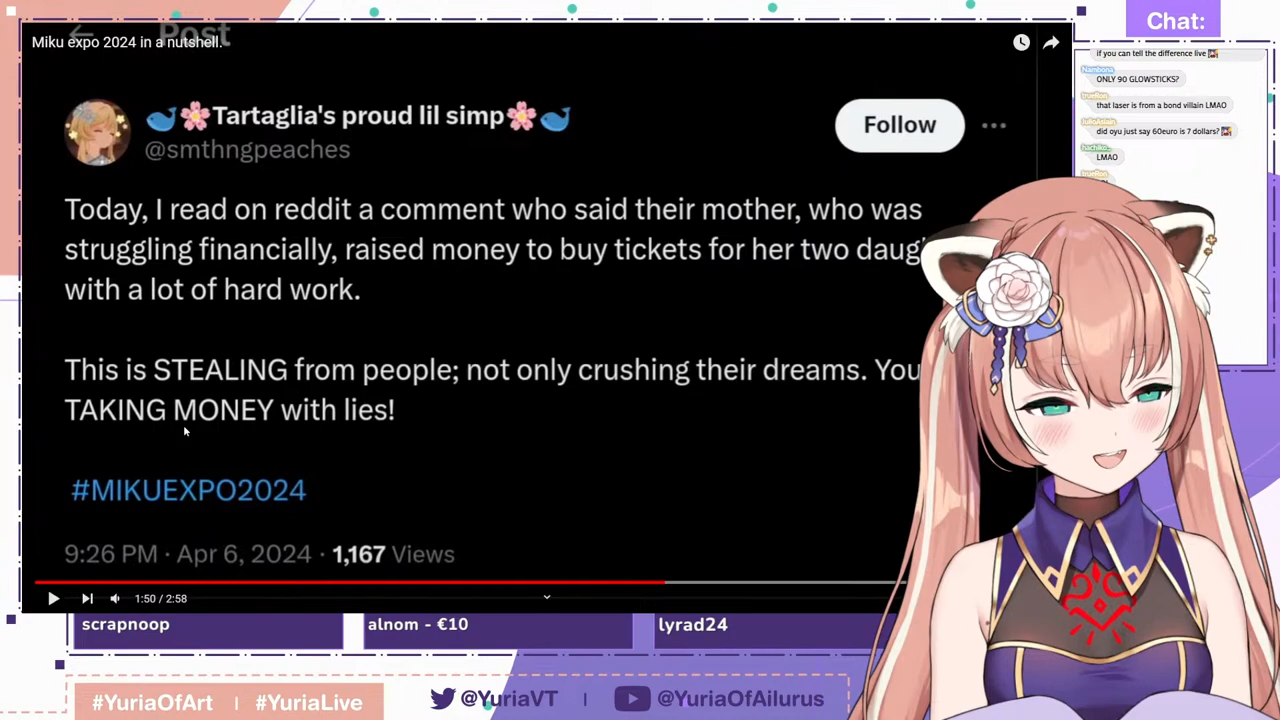 Chat:
Post
Miku expo 2024 in a nutshell.
if you can tell the difference live
Nambona
ONLY 90 GLOWSTICKS?
trueRon
that laser is from a bond villain LMAO
did oyu just say 60euro is 7 dollars?
hachiko_
LMAO
trueRon
Tartaglia's proud lil simp
@smthngpeaches
Follow
Today, I read on reddit a comment who said their mother, who was
struggling financially, raised money to buy tickets for her two daug
with a lot of hard work.
This is STEALING from people; not only crushing their dreams. You
TAKING MONEY with lies!
#MIKUEXPO2024
9:26 PM · Apr 6, 2024 · 1,167 Views
1:50 / 2:58
scrapnoop
alnom - €10
lyrad24
#YuriaOfArt | #YuriaLive
@YuriaVT | @YuriaOfAilurus